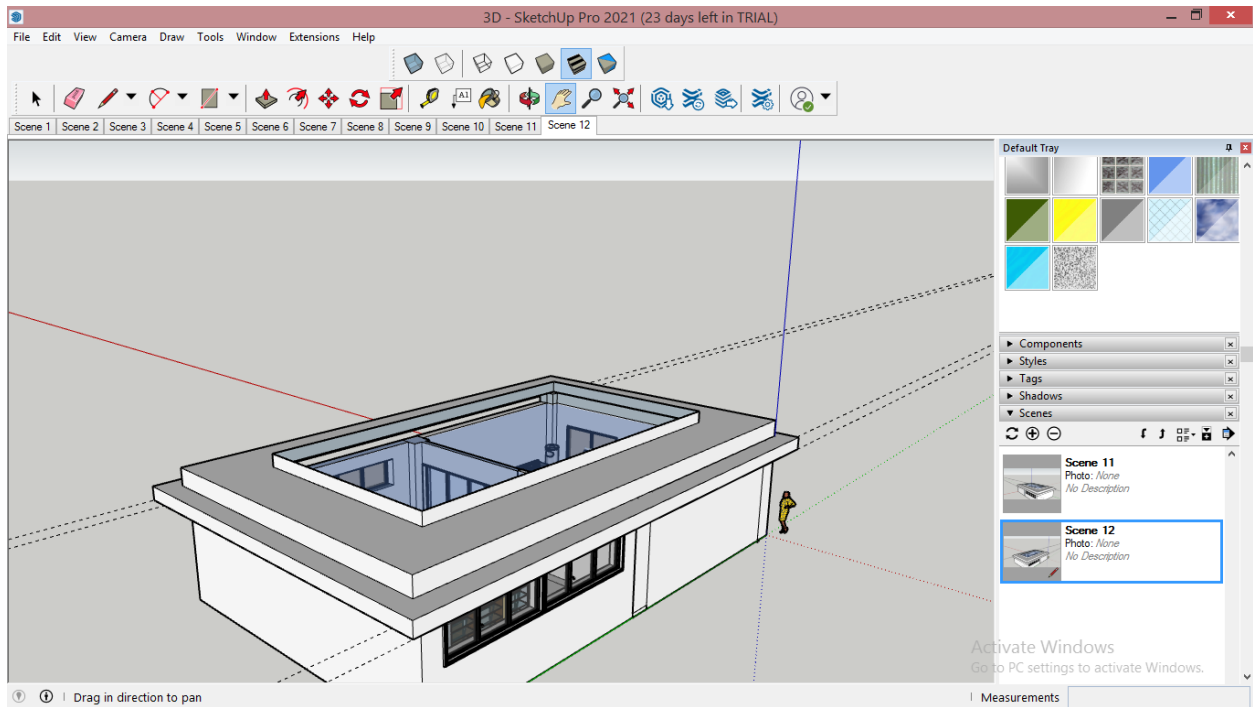 3D - SketchUp Pro 2021 (23 days left in TRIAL)
File Edit View Camera Draw Tools Window Extensions Help
A1
Scene 1 Scene 2 Scene 3 Scene 4 Scene 5 Scene 6 Scene 7 Scene 8 Scene 9 Scene 10 Scene 11 Scene 12
Default Tray
Components
Styles
Tags
Shadows
Scenes
Scene 11
Photo: None
No Description
Scene 12
Photo: None
No Description
Activate Windows
Go to PC settings to activate Windows.
Drag in direction to pan
Measurements